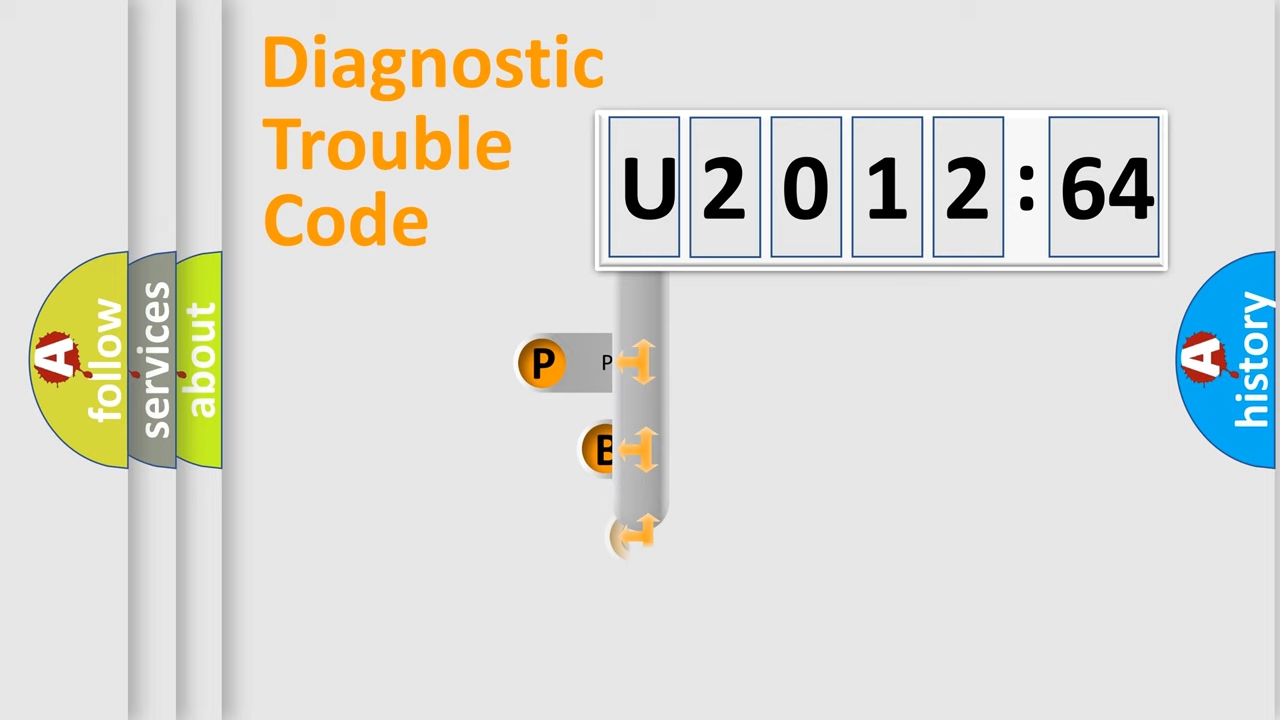 Diagnostic
Trouble
Code
U2012:64
P P
B
A follow
services
about
A history